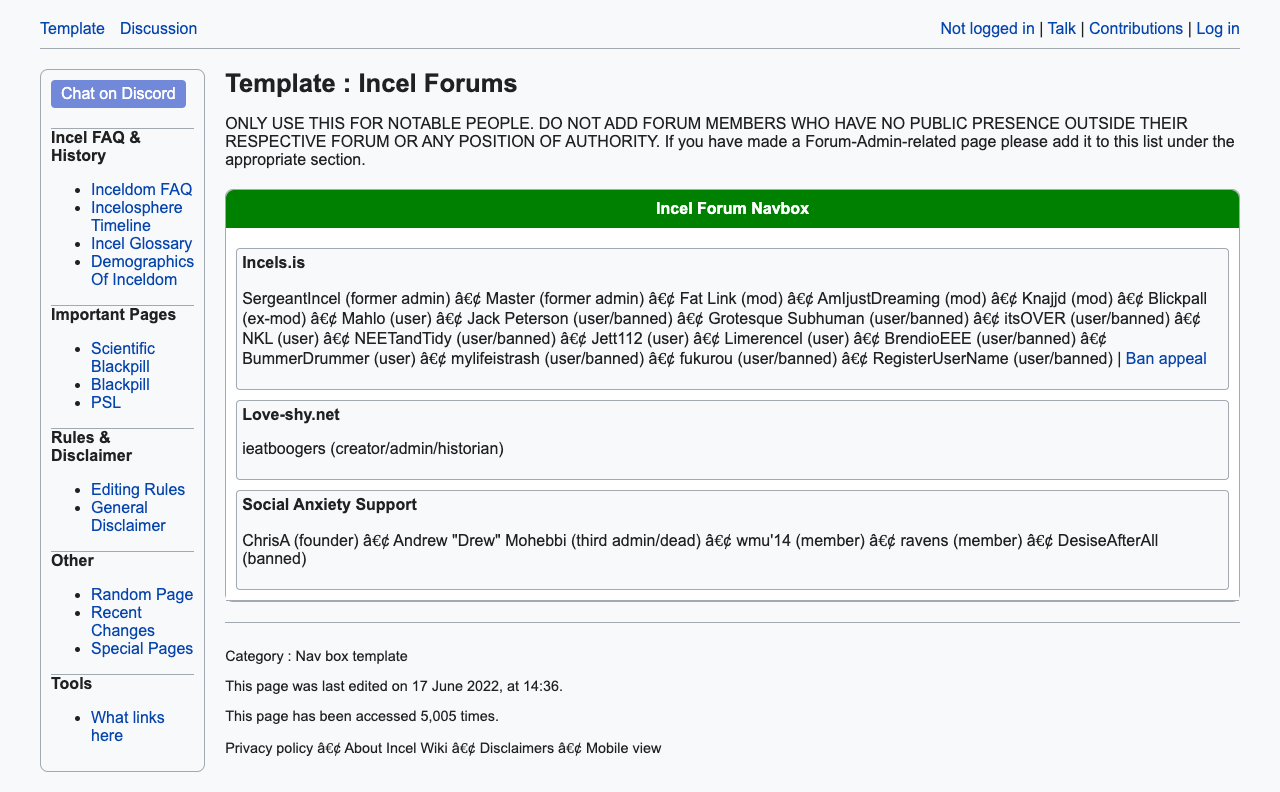 Template Discussion
Not logged in | Talk | Contributions | Log in
Chat on Discord
Incel FAQ &
History
Inceldom FAQ
Incelosphere
Timeline
Incel Glossary
Demographics
Of Inceldom
Important Pages
Scientific
Blackpill
Blackpill
PSL
Rules &
Disclaimer
Editing Rules
General
Disclaimer
Other
Random Page
Recent
Changes
Special Pages
Tools
What links
here
Template : Incel Forums
ONLY USE THIS FOR NOTABLE PEOPLE. DO NOT ADD FORUM MEMBERS WHO HAVE NO PUBLIC PRESENCE OUTSIDE THEIR
RESPECTIVE FORUM OR ANY POSITION OF AUTHORITY. If you have made a Forum-Admin-related page please add it to this list under the
appropriate section.
Incel Forum Navbox
Incels.is
SergeantIncel (former admin) â€¢ Master (former admin) â€¢ Fat Link (mod) â€¢ AmIjustDreaming (mod) â€¢ Knajjd (mod) â€¢ Blickpall
(ex-mod) â€¢ Mahlo (user) â€¢ Jack Peterson (user/banned) â€¢ Grotesque Subhuman (user/banned) â€¢ itsOVER (user/banned) â€¢
NKL (user) â€¢ NEETandTidy (user/banned) â€¢ Jett112 (user) â€¢ Limerencel (user) â€¢ BrendioEEE (user/banned) â€¢
BummerDrummer (user) â€¢ mylifeistrash (user/banned) â€¢ fukurou (user/banned) â€¢ RegisterUserName (user/banned) | Ban appeal
Love-shy.net
ieatboogers (creator/admin/historian)
Social Anxiety Support
ChrisA (founder) â€¢ Andrew "Drew" Mohebbi (third admin/dead) â€¢ wmu'14 (member) â€¢ ravens (member) â€¢ DesiseAfterAll
(banned)
Category : Nav box template
This page was last edited on 17 June 2022, at 14:36.
This page has been accessed 5,005 times.
Privacy policy â€¢ About Incel Wiki â€¢ Disclaimers â€¢ Mobile view